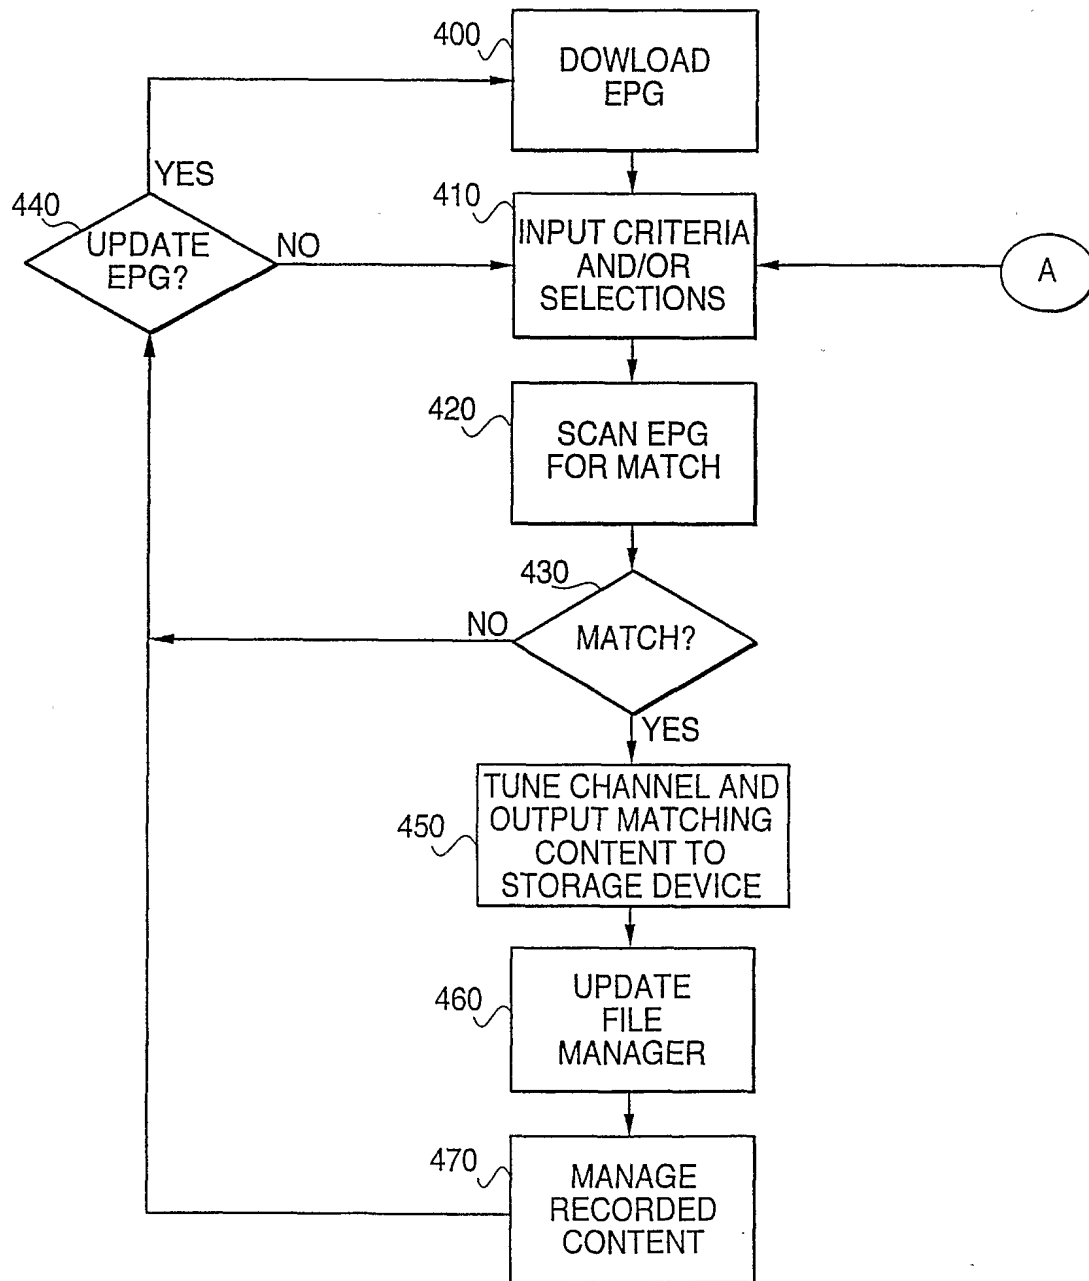 400
DOWLOAD
EPG
YES
440
UPDATE
EPG?
NO
410
INPUT CRITERIA
AND/OR
SELECTIONS
A
420
SCAN EPG
FOR MATCH
430
MATCH?
NO
YES
450
TUNE CHANNEL AND
OUTPUT MATCHING
CONTENT TO
STORAGE DEVICE
460
UPDATE
FILE
MANAGER
470
MANAGE
RECORDED
CONTENT